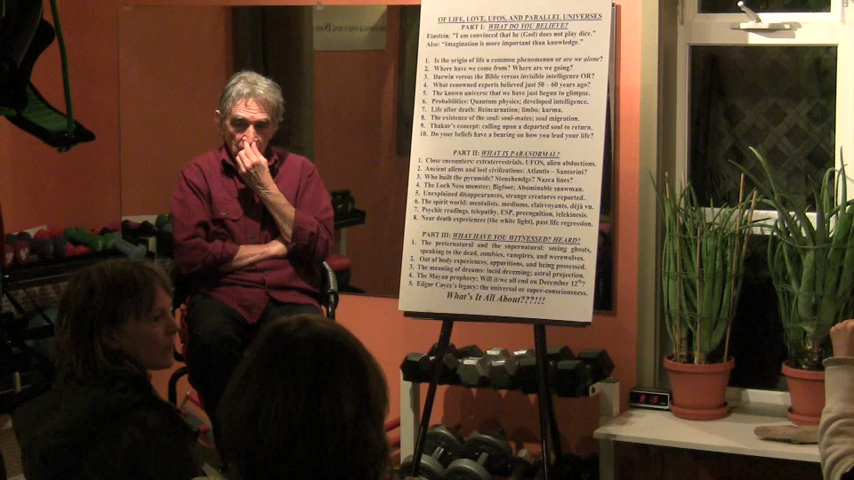 OF LIFE, LOVE, UFOS, AND PARALLEL UNIVERSES
PART I: WHAT DO YOU BELIEVE?
Einstein: "I am convinced that he (God) does not play dice."
Also: "Imagination is more important than knowledge."
1. Is the origin of life a common phenomenon or are we alone?
2. Where have we come from? Where are we going?
3. Darwin versus the Bible versus invisible intelligence OR?
4. What renowned experts believed just 50 – 60 years ago?
5. The known universe that we have just begun to glimpse.
6. Probabilities: Quantum physics; developed intelligence.
7. Life after death: Reincarnation; limbo; karma.
8. The existence of the soul: soul-mates; soul migration.
9. Thakur's concept: calling upon a departed soul to return.
10. Do your beliefs have a bearing on how you lead your life?
PART II: WHAT IS PARANORMAL?
1. Close encounters: extraterrestrials, UFOS, alien abductions.
2. Ancient aliens and lost civilizations: Atlantis – Santorini?
3. Who built the pyramids? Stonehendge? Nazca lines?
4. The Loch Ness monster; Bigfoot; Abominable snowman.
5. Unexplained disappearances, strange creatures reported.
6. The spirit world: mentalists, mediums, clairvoyants, déjà vu.
7. Psychic readings, telepathy, ESP, precognition, telekinesis.
8. Near death experiences (the white light), past life regression.
PART III: WHAT HAVE YOU WITNESSED? HEARD?
1. The preternatural and the supernatural: seeing ghosts,
speaking to the dead, zombies, vampires, and werewolves.
2. Out of body experiences, apparitions, and being possessed.
3. The meaning of dreams: lucid dreaming; astral projection.
4. The Mayan prophecy: Will it/we all end on December 12th?
5. Edgar Cayce's legacy: the universal or super-consciousness.
What's It All About???!!!